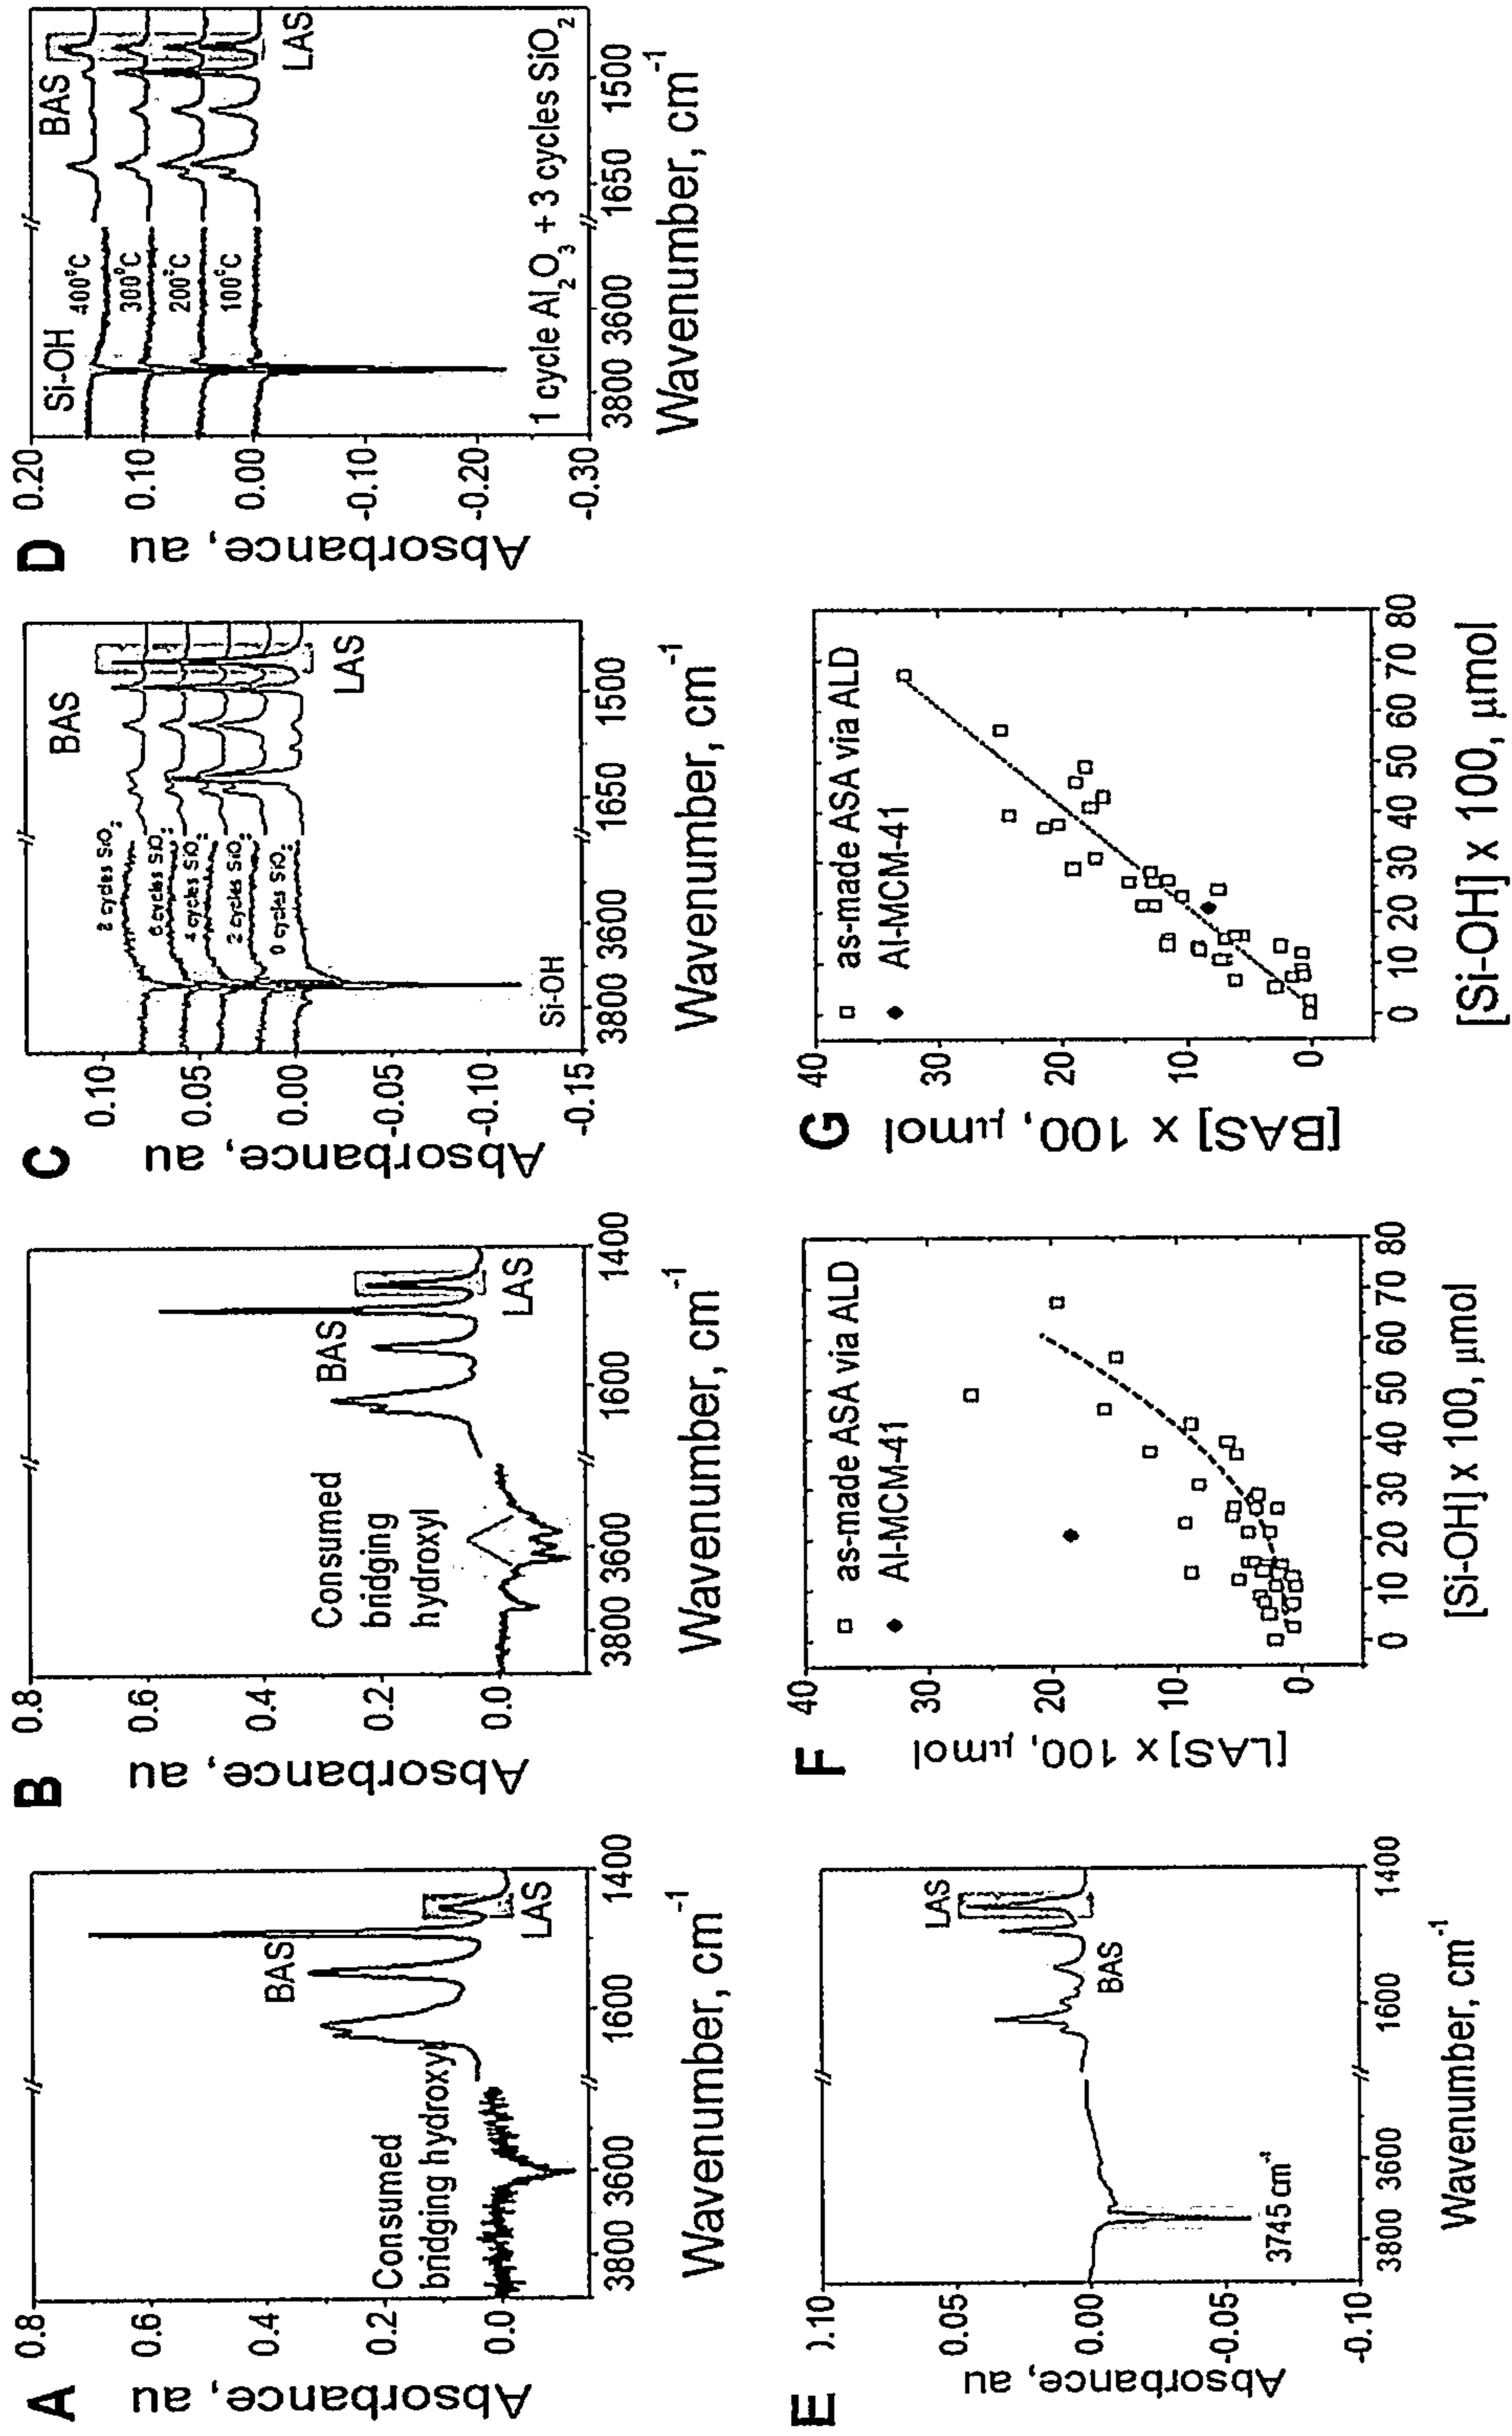 A
Absorbance, au
0.8
0.6
0.4
0.2
0.0
Consumed
bridging hydroxyl
BAS
LAS
3800 3600
1600
1400
Wavenumber, cm⁻¹
B
Absorbance, au
0.8
0.6
0.4
0.2
0.0
Consumed
bridging
hydroxyl
BAS
LAS
3800 3600
1600
1400
Wavenumber, cm⁻¹
C
Absorbance, au
0.10
0.05
0.00
-0.05
-0.10
-0.15
BAS
LAS
cycles SiO₂
cycles SiO₂
4 cycles SiO₂
2 cycles SiO₂
0 cycles SiO₂
Si-OH
3800 3600
1650
1500
Wavenumber, cm⁻¹
D
Absorbance, au
0.20
0.10
0.00
-0.10
-0.20
-0.30
Si-OH
BAS
LAS
400°C
300°C
200°C
100°C
1 cycle Al₂O₃ + 3 cycles SiO₂
3800 3600
1650
1500
Wavenumber, cm⁻¹
E
Absorbance, au
).10
0.05
0.00
-0.05
-0.10
LAS
BAS
3745 cm⁻¹
3800 3600
1600
1400
Wavenumber, cm⁻¹
F
[LAS] x 100, μmol
40
30
20
10
0
as-made ASA via ALD
Al-MCM-41
0 10 20 30 40 50 60 70 80
[Si-OH] x 100, μmol
G
[BAS] x 100, μmol
40
30
20
10
0
as-made ASA via ALD
Al-MCM-41
0 10 20 30 40 50 60 70 80
[Si-OH] x 100, μmol